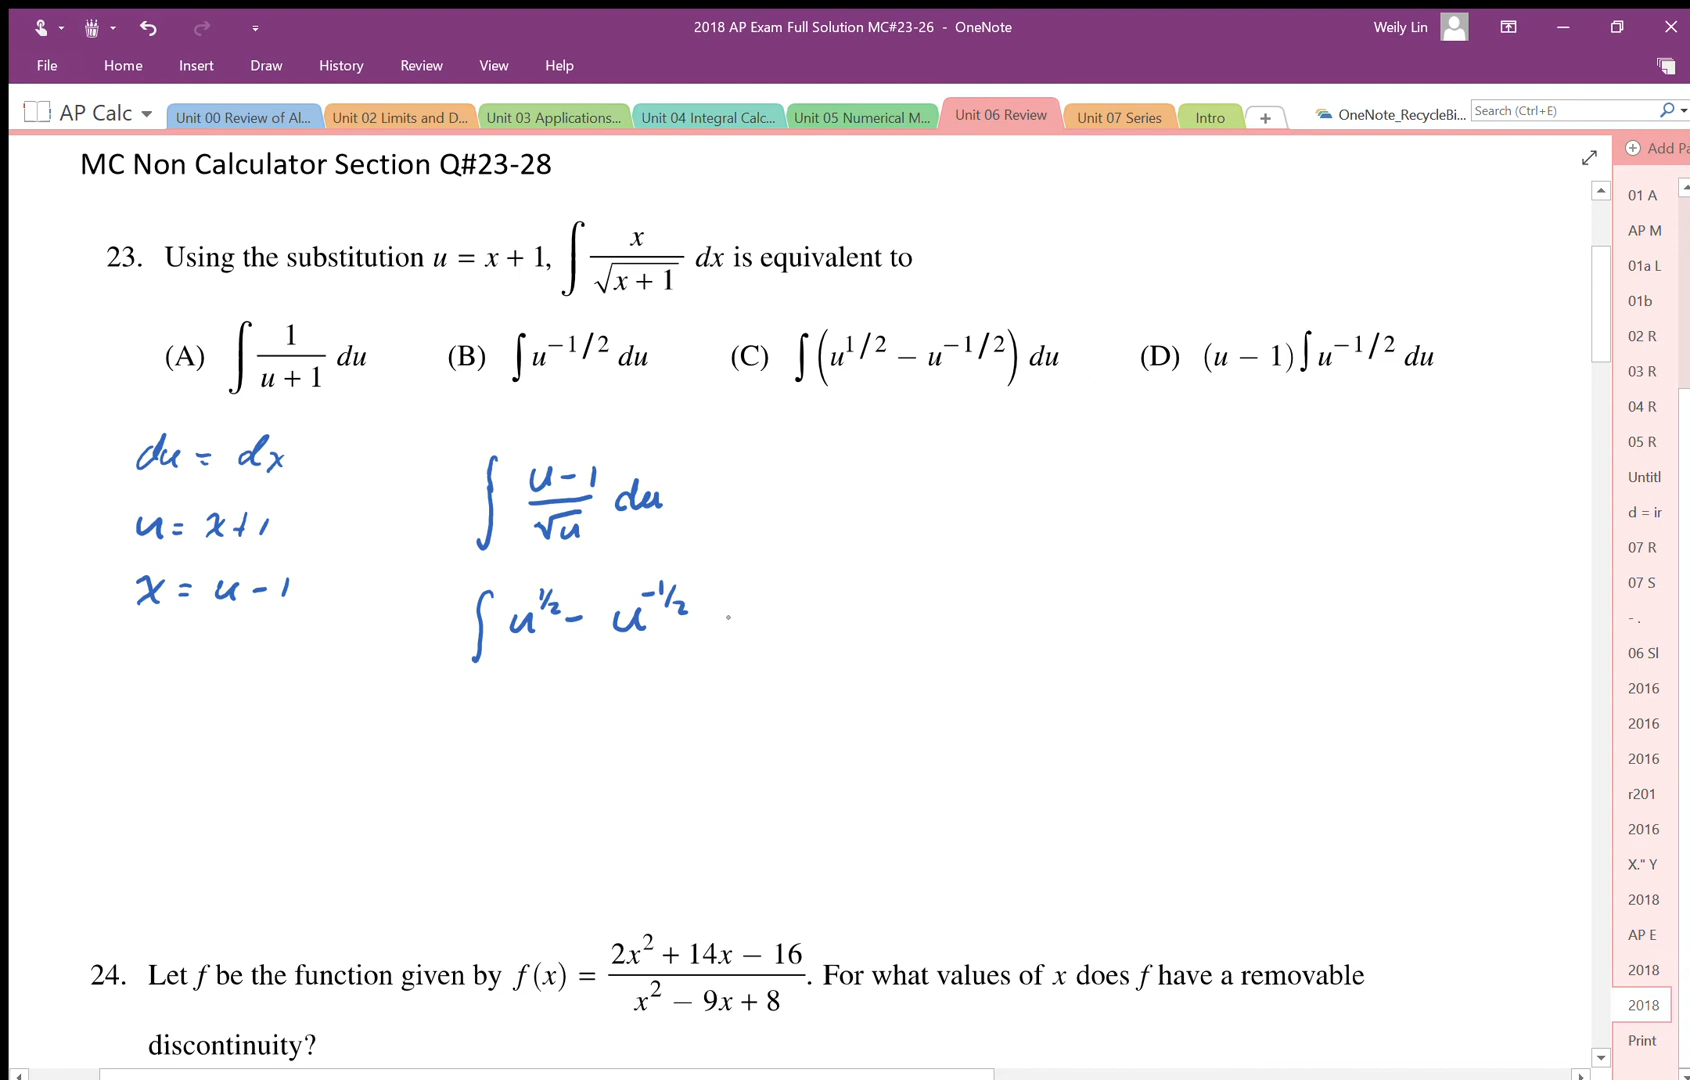 2018 AP Exam Full Solution MC#23-26 - OneNote
Weily Lin
File Home Insert Draw History Review View Help
AP Calc
Unit 00 Review of Al... Unit 02 Limits and D... Unit 03 Applications... Unit 04 Integral Calc... Unit 05 Numerical M... Unit 06 Review Unit 07 Series Intro + OneNote_RecycleBi... Search (Ctrl+E)
Add Pa
MC Non Calculator Section Q#23-28
23. Using the substitution u = x + 1, ∫ x/√(x + 1) dx is equivalent to
(A) ∫ 1/(u + 1) du (B) ∫u^(−1/2) du (C) ∫(u^(1/2) − u^(−1/2)) du (D) (u − 1)∫u^(−1/2) du
du = dx
u = x + 1
x = u - 1
∫ (u - 1)/√u du
∫ u^(1/2) - u^(-1/2)
24. Let f be the function given by f(x) = (2x² + 14x − 16)/(x² − 9x + 8). For what values of x does f have a removable
discontinuity?
01 A
AP M
01a L
01b
02 R
03 R
04 R
05 R
Untitl
d = ir
07 R
07 S
- .
06 Sl
2016
2016
2016
r201
2016
X." Y
2018
AP E
2018
2018
Print